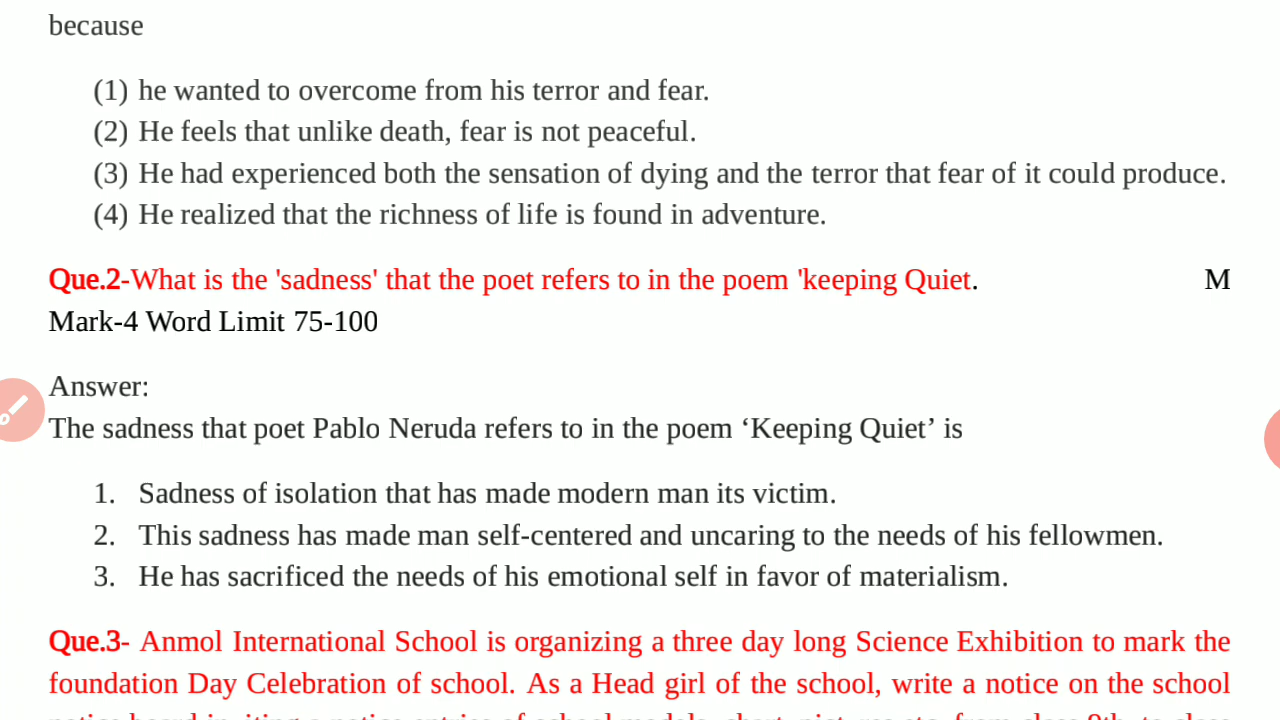 because
(1) he wanted to overcome from his terror and fear.
(2) He feels that unlike death, fear is not peaceful.
(3) He had experienced both the sensation of dying and the terror that fear of it could produce.
(4) He realized that the richness of life is found in adventure.
Que.2-What is the 'sadness' that the poet refers to in the poem 'keeping Quiet. M
Mark-4 Word Limit 75-100
Answer:
The sadness that poet Pablo Neruda refers to in the poem ‘Keeping Quiet’ is
1. Sadness of isolation that has made modern man its victim.
2. This sadness has made man self-centered and uncaring to the needs of his fellowmen.
3. He has sacrificed the needs of his emotional self in favor of materialism.
Que.3- Anmol International School is organizing a three day long Science Exhibition to mark the
foundation Day Celebration of school. As a Head girl of the school, write a notice on the school